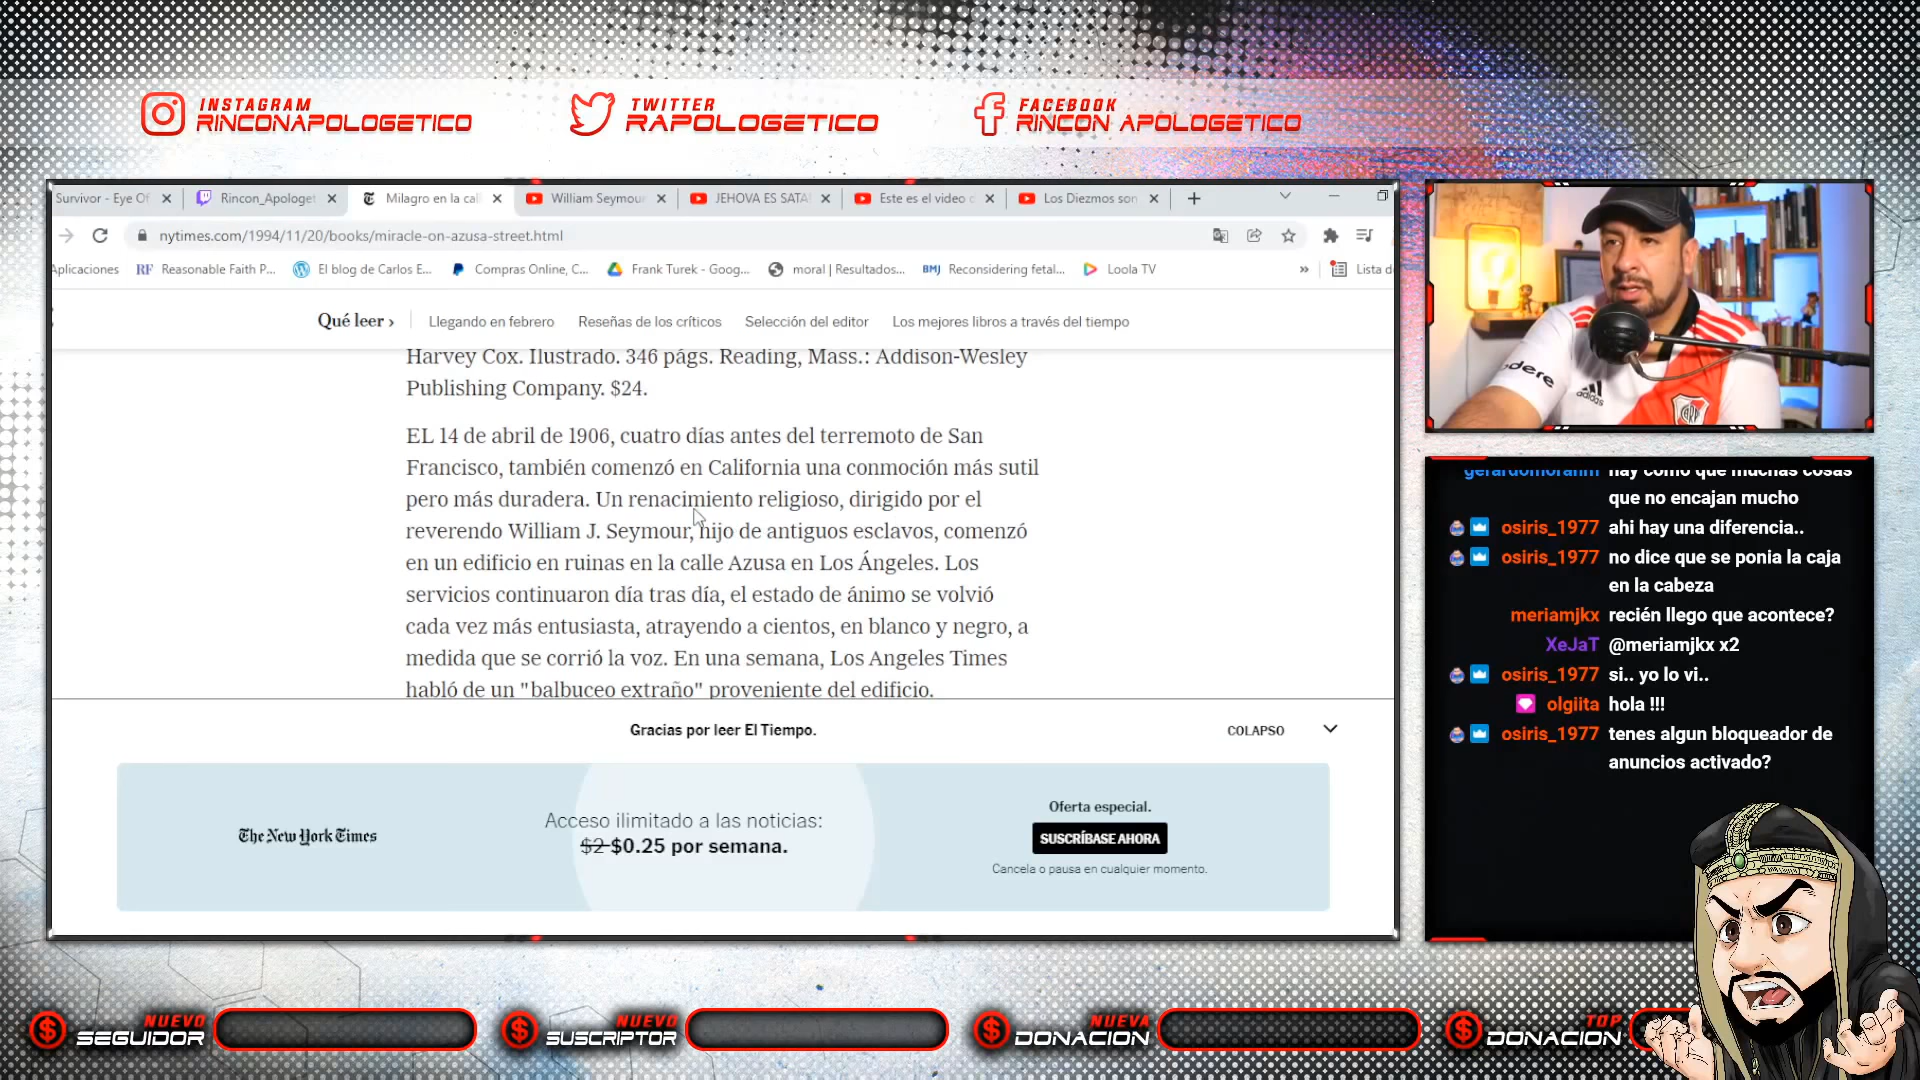 INSTAGRAM
RINCONAPOLOGETICO
TWITTER
RAPOLOGETICO
FACEBOOK
RINCON APOLOGETICO
Survivor - Eye Of
Rincon_Apologet
Milagro en la cal
William Seymou
JEHOVA ES SATA
Este es el video
Los Diezmos son
nytimes.com/1994/11/20/books/miracle-on-azusa-street.html
Aplicaciones
RF Reasonable Faith P...
El blog de Carlos E...
Compras Online, C...
Frank Turek - Goog...
moral | Resultados...
BMJ Reconsidering fetal...
Loola TV
»
Lista d
Qué leer ›
Llegando en febrero
Reseñas de los críticos
Selección del editor
Los mejores libros a través del tiempo
Harvey Cox. Ilustrado. 346 págs. Reading, Mass.: Addison-Wesley
Publishing Company. $24.
EL 14 de abril de 1906, cuatro días antes del terremoto de San
Francisco, también comenzó en California una conmoción más sutil
pero más duradera. Un renacimiento religioso, dirigido por el
reverendo William J. Seymour, hijo de antiguos esclavos, comenzó
en un edificio en ruinas en la calle Azusa en Los Ángeles. Los
servicios continuaron día tras día, el estado de ánimo se volvió
cada vez más entusiasta, atrayendo a cientos, en blanco y negro, a
medida que se corrió la voz. En una semana, Los Angeles Times
habló de un "balbuceo extraño" proveniente del edificio.
Gracias por leer El Tiempo.
COLAPSO
The New York Times
Acceso ilimitado a las noticias:
$2 $0.25 por semana.
Oferta especial.
SUSCRÍBASE AHORA
Cancela o pausa en cualquier momento.
adidas
CARP
gerardomoranm hay como que muchas cosas
que no encajan mucho
osiris_1977 ahi hay una diferencia..
osiris_1977 no dice que se ponia la caja
en la cabeza
meriamjkx recién llego que acontece?
XeJaT @meriamjkx x2
osiris_1977 si.. yo lo vi..
olgiita hola !!!
osiris_1977 tenes algun bloqueador de
anuncios activado?
NUEVO
SEGUIDOR
NUEVO
SUSCRIPTOR
NUEVA
DONACION
TOP
DONACION